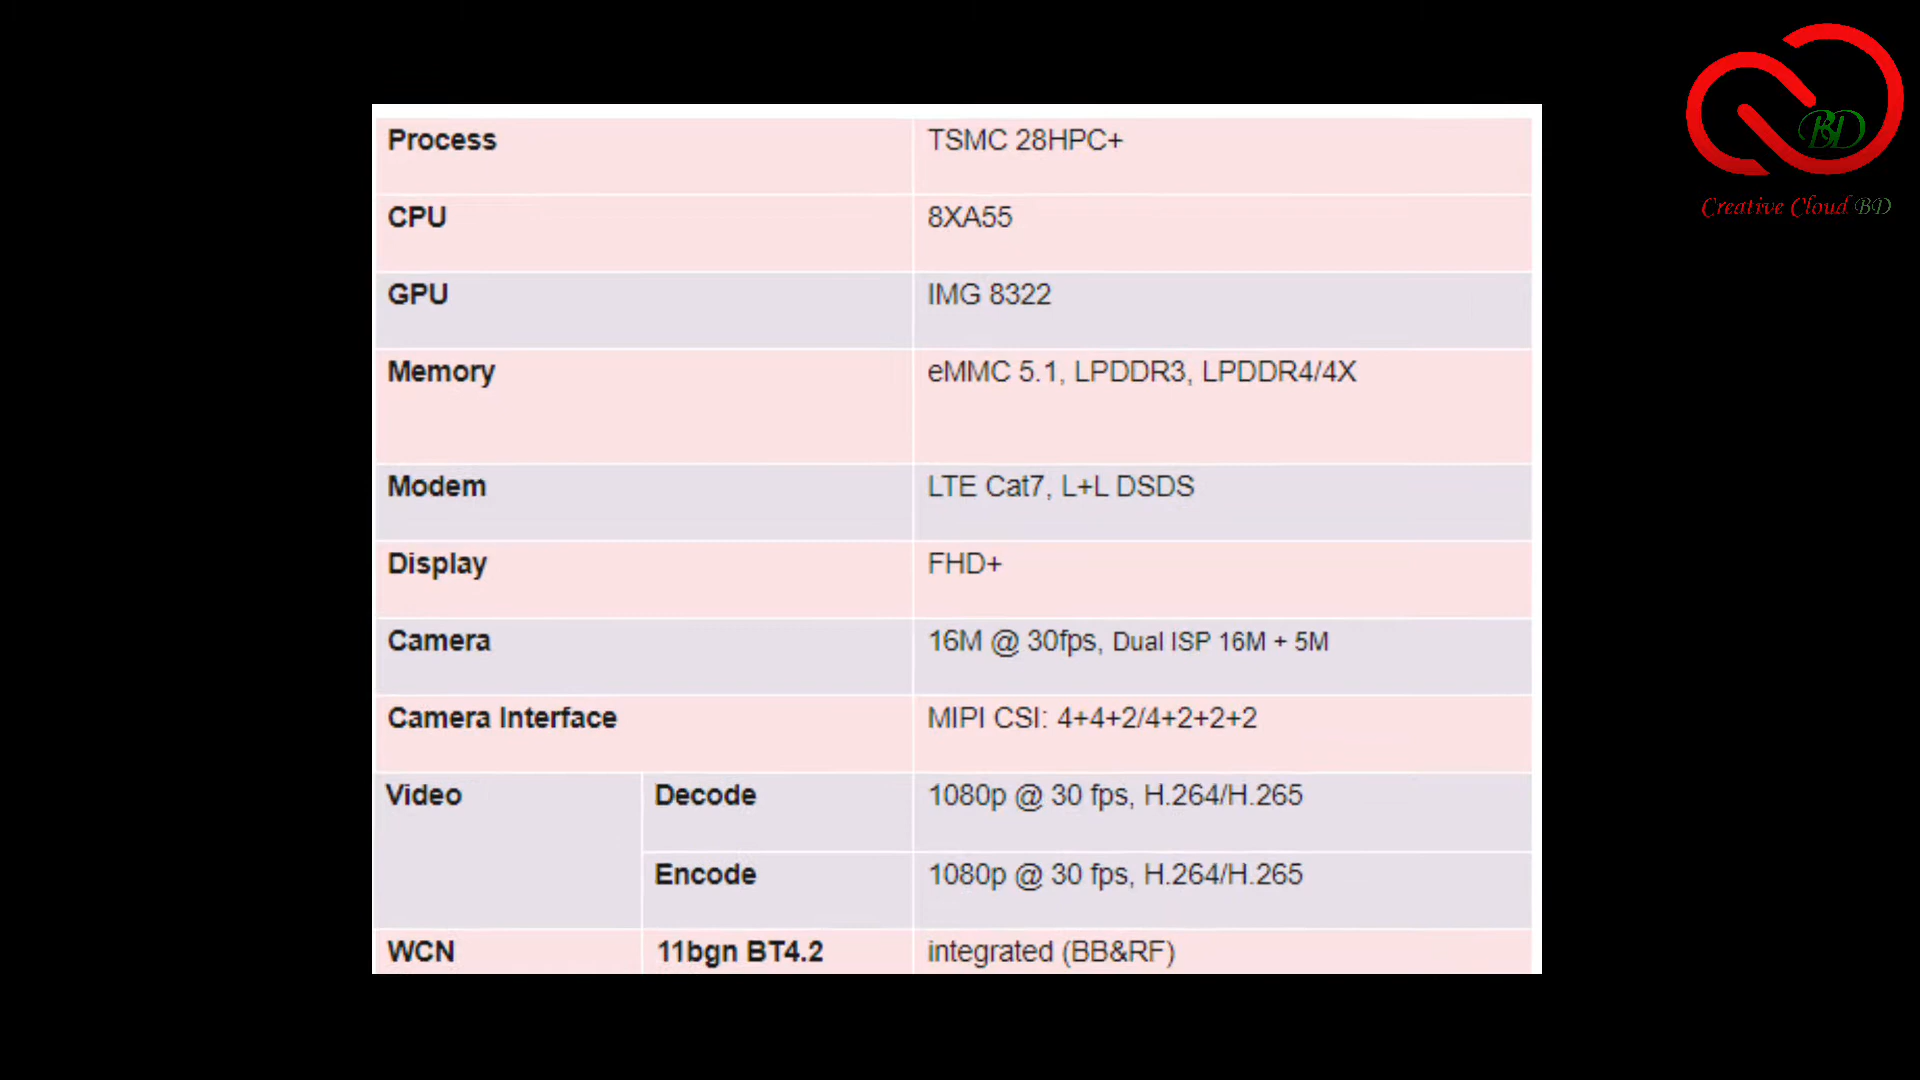 BD
Creative Cloud BD
Process TSMC 28HPC+
CPU 8XA55
GPU IMG 8322
Memory eMMC 5.1, LPDDR3, LPDDR4/4X
Modem LTE Cat7, L+L DSDS
Display FHD+
Camera 16M @ 30fps, Dual ISP 16M + 5M
Camera Interface MIPI CSI: 4+4+2/4+2+2+2
Video Decode 1080p @ 30 fps, H.264/H.265
Encode 1080p @ 30 fps, H.264/H.265
WCN 11bgn BT4.2 integrated (BB&RF)